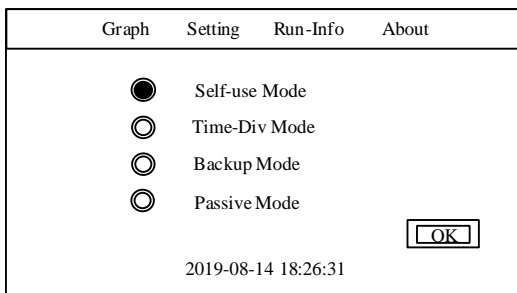 Graph Setting Run-Info About
Self-use Mode
Time-Div Mode
Backup Mode
Passive Mode
OK
2019-08-14 18:26:31